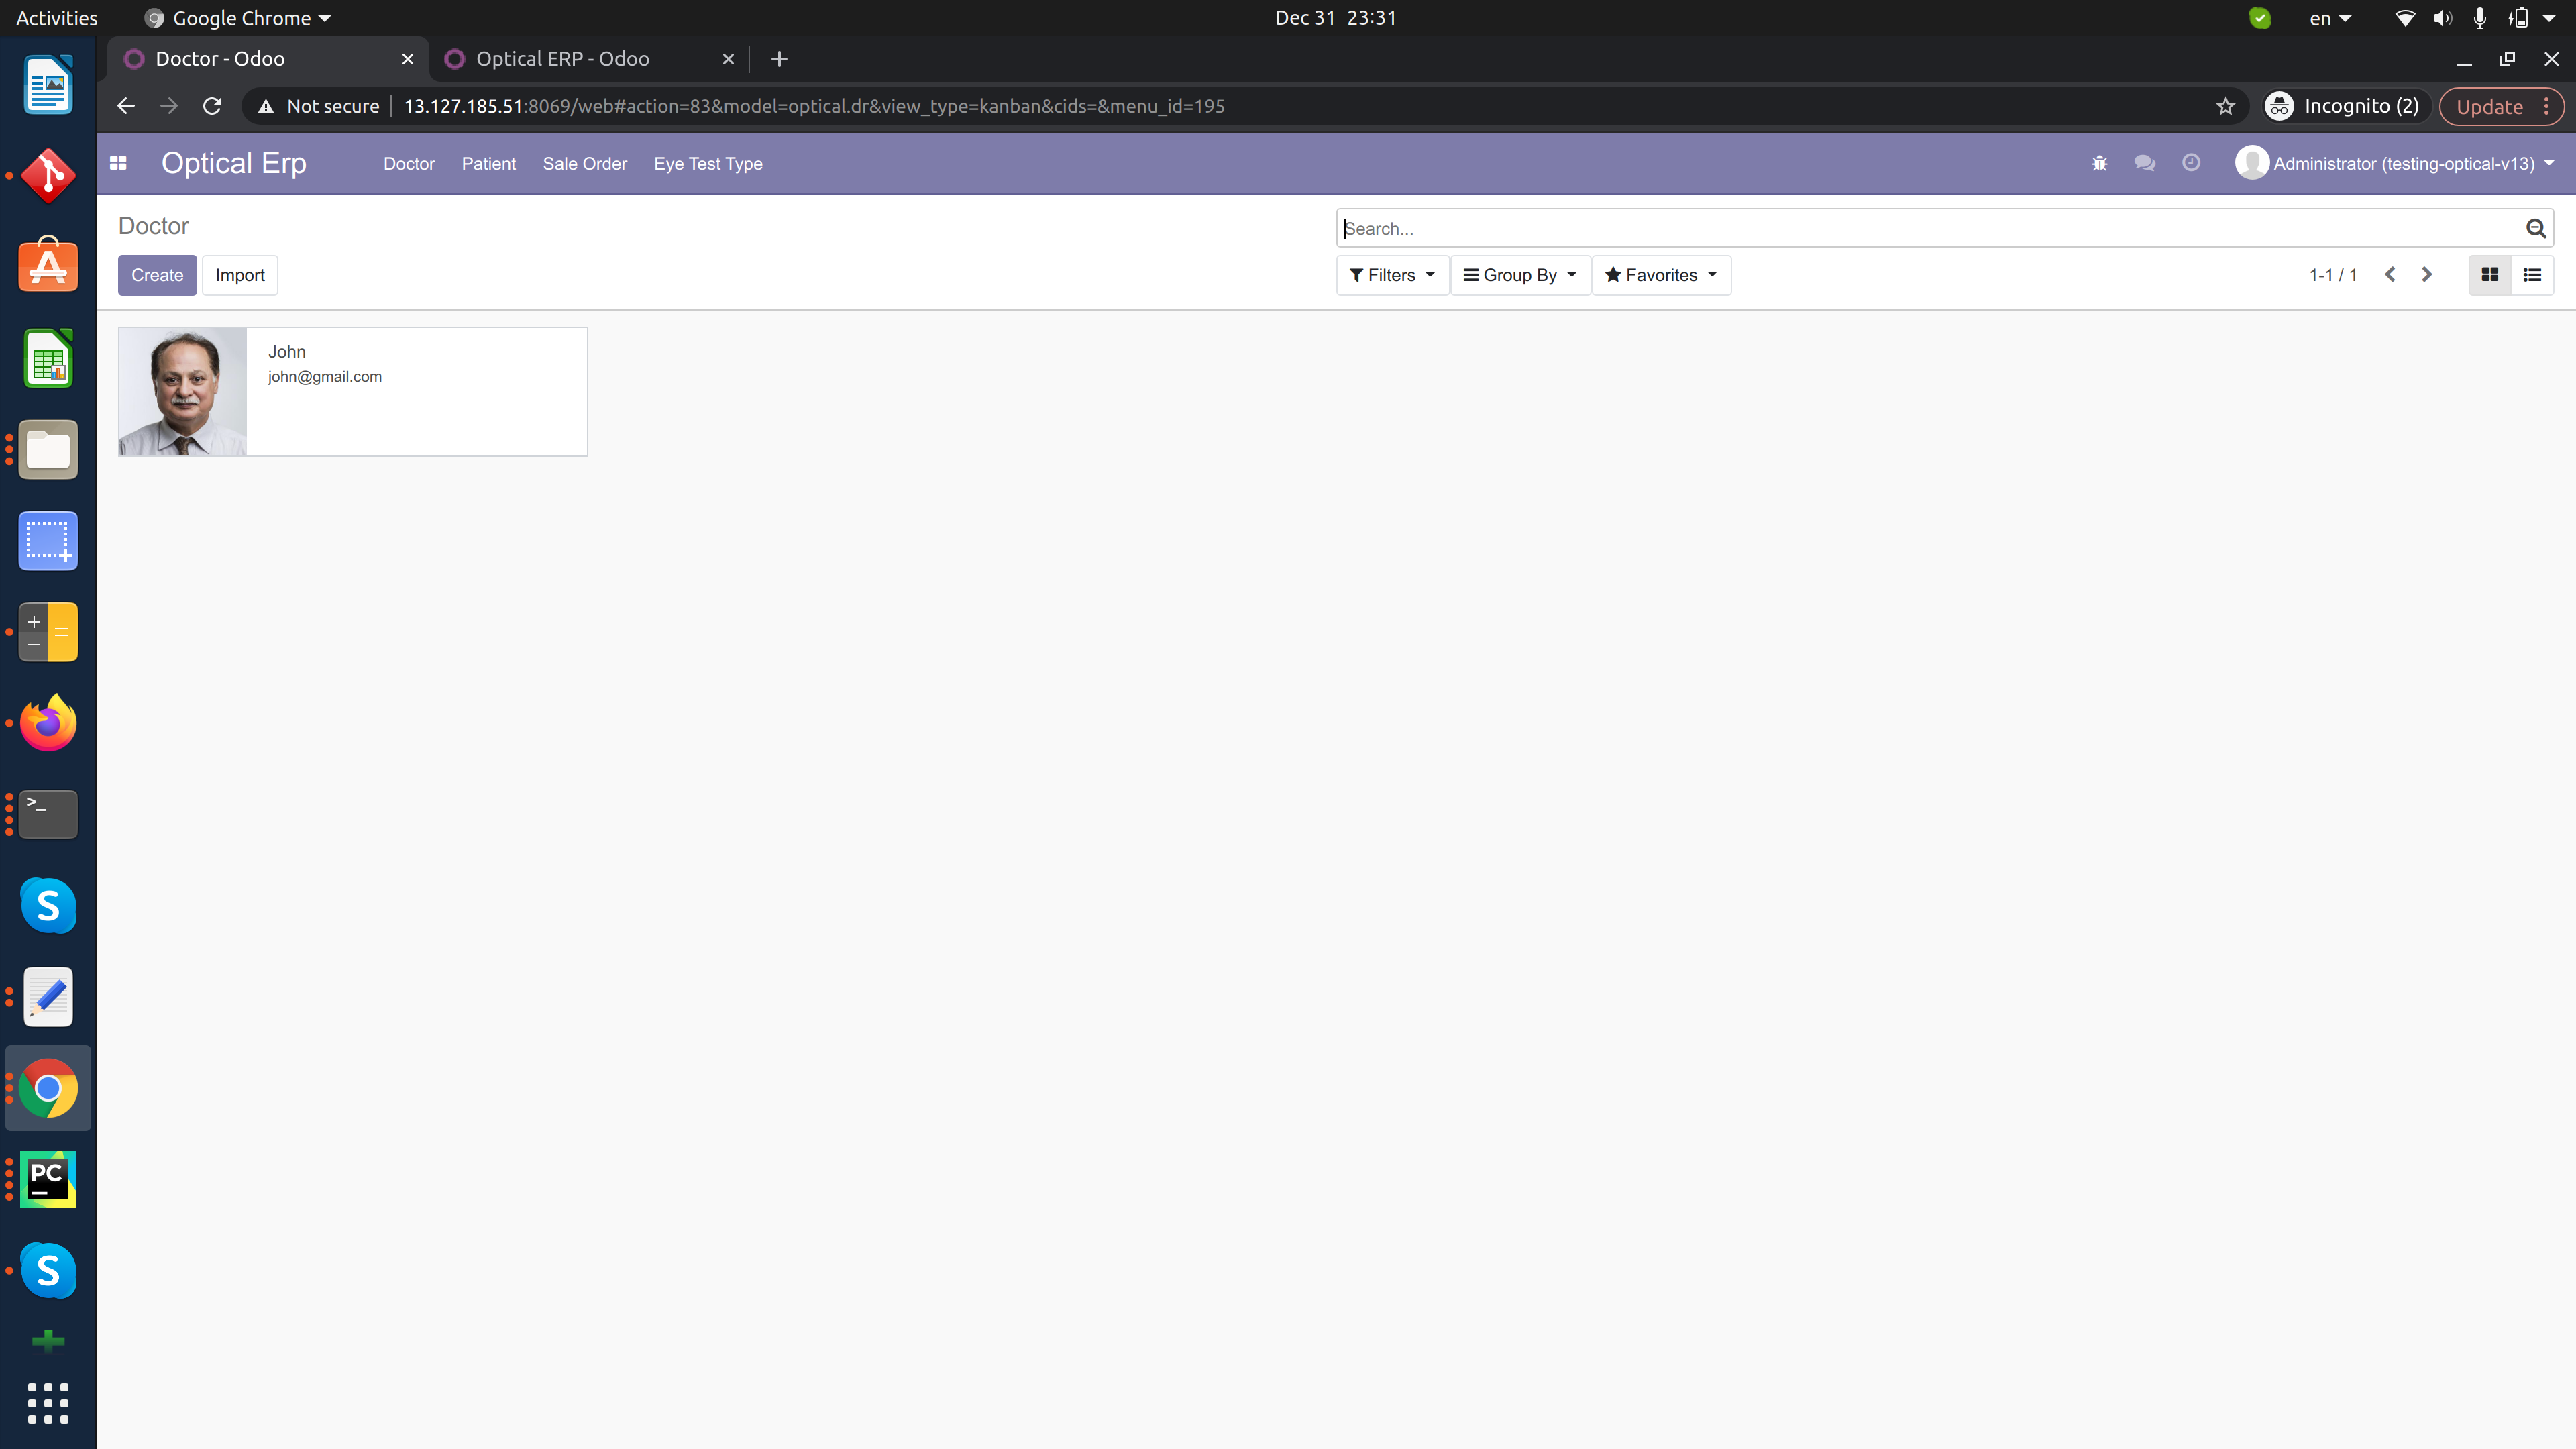 Activities
Google Chrome
Dec 31 23:31
en
Doctor - Odoo
Optical ERP - Odoo
Not secure
13.127.185.51:8069/web#action=83&model=optical.dr&view_type=kanban&cids=&menu_id=195
Incognito (2)
Update
Optical Erp
Doctor
Patient
Sale Order
Eye Test Type
Administrator (testing-optical-v13)
Doctor
Search...
Create
Import
Filters
Group By
Favorites
1-1 / 1
John
john@gmail.com
>_
S
PC
S